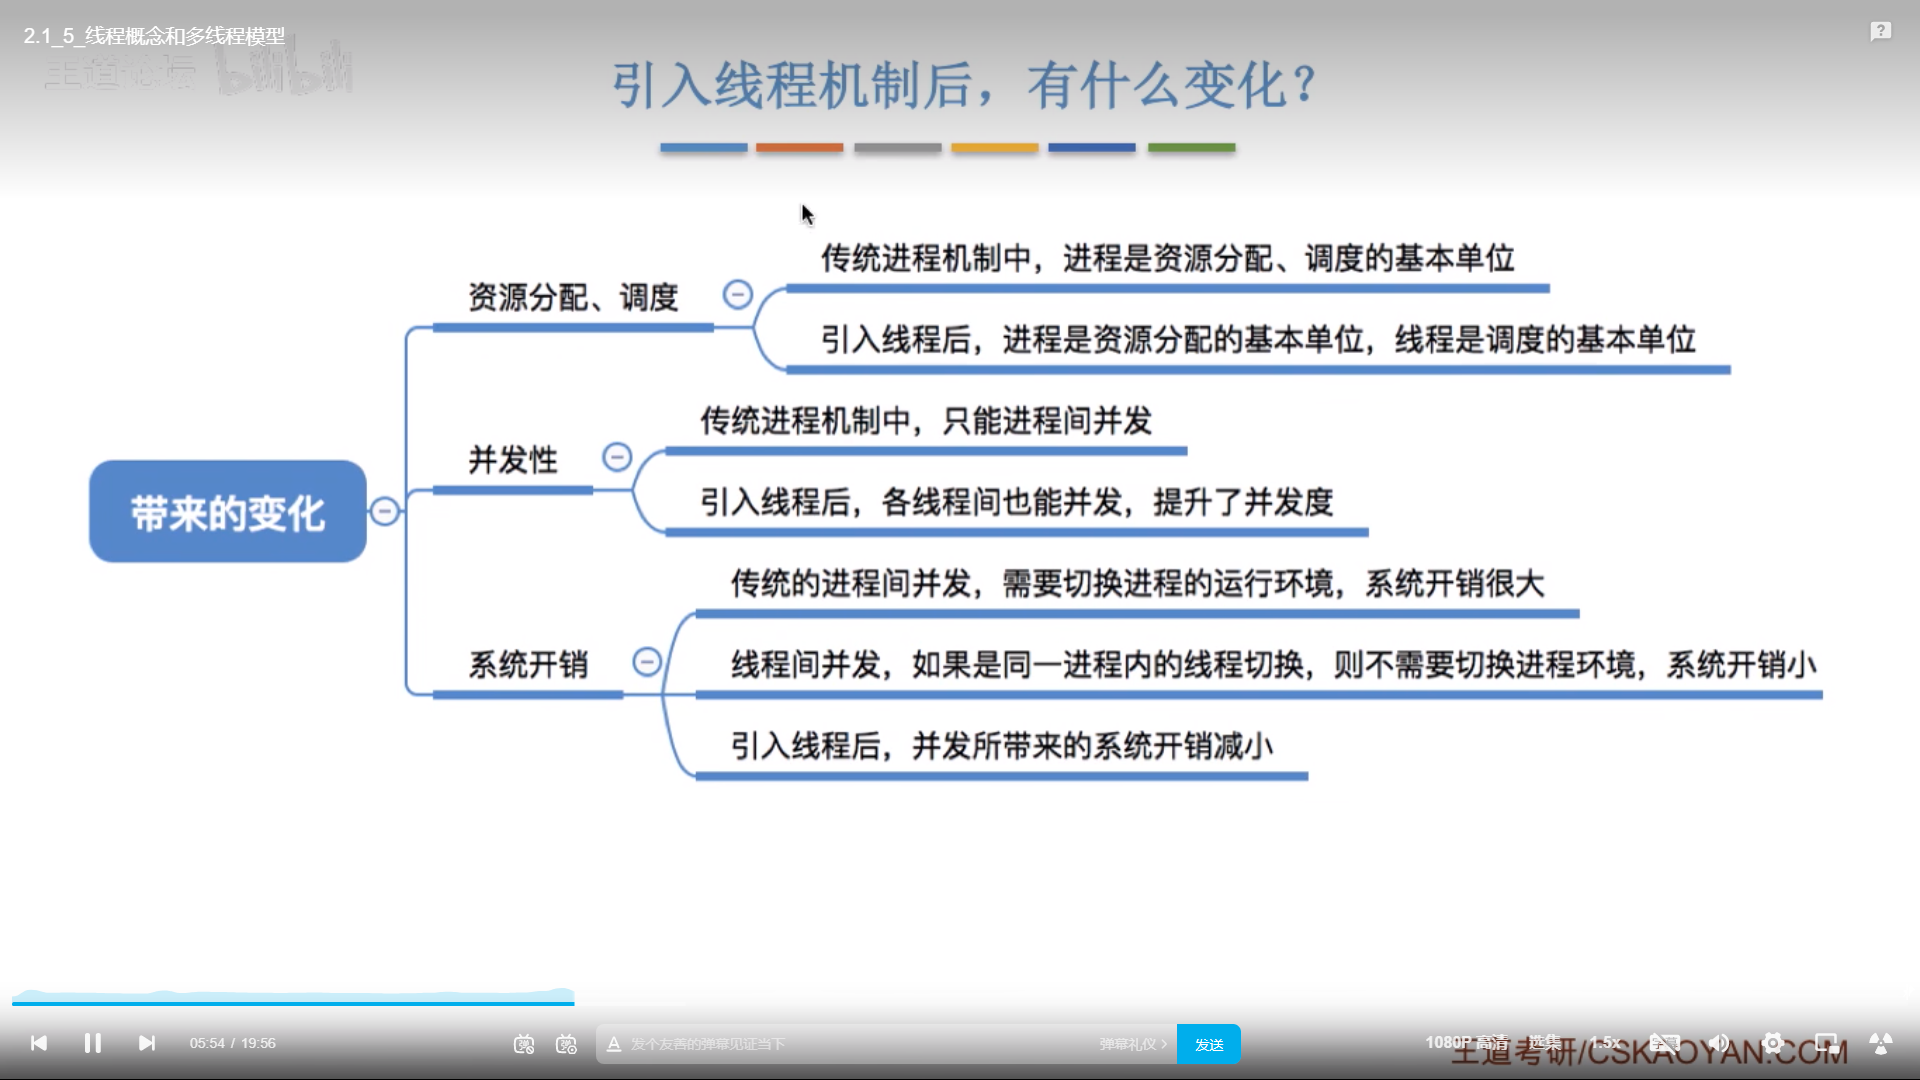 2.1_5_线程概念和多线程模型
王道论坛 bilibili
引入线程机制后，有什么变化？
传统进程机制中，进程是资源分配、调度的基本单位
资源分配、调度
引入线程后，进程是资源分配的基本单位，线程是调度的基本单位
传统进程机制中，只能进程间并发
并发性
引入线程后，各线程间也能并发，提升了并发度
带来的变化
传统的进程间并发，需要切换进程的运行环境，系统开销很大
系统开销
线程间并发，如果是同一进程内的线程切换，则不需要切换进程环境，系统开销小
引入线程后，并发所带来的系统开销减小
05:54 / 19:56
发个友善的弹幕见证当下
弹幕礼仪
发送
1080P 高清
选集
1.5x
王道考研/CSKAOYAN.COM